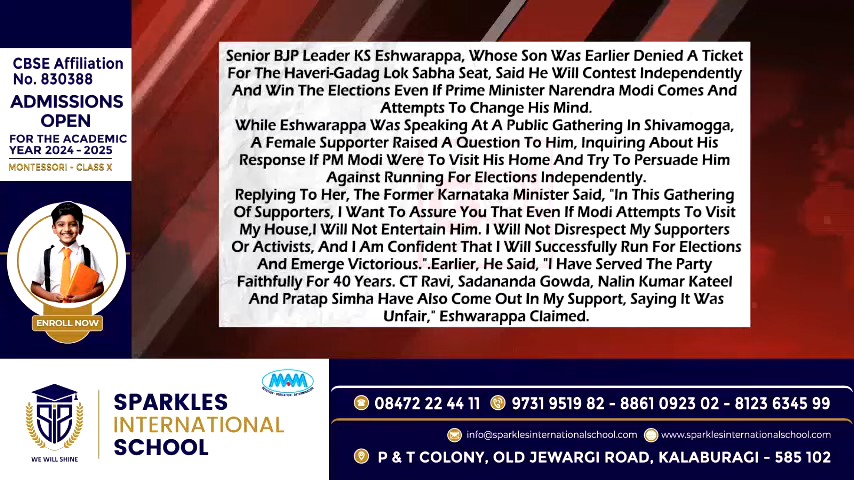 CBSE Affiliation
No. 830388
ADMISSIONS
OPEN
FOR THE ACADEMIC
YEAR 2024 - 2025
MONTESSORI - CLASS X
ENROLL NOW
Senior BJP Leader KS Eshwarappa, Whose Son Was Earlier Denied A Ticket
For The Haveri-Gadag Lok Sabha Seat, Said He Will Contest Independently
And Win The Elections Even If Prime Minister Narendra Modi Comes And
Attempts To Change His Mind.
While Eshwarappa Was Speaking At A Public Gathering In Shivamogga,
A Female Supporter Raised A Question To Him, Inquiring About His
Response If PM Modi Were To Visit His Home And Try To Persuade Him
Against Running For Elections Independently.
Replying To Her, The Former Karnataka Minister Said, "In This Gathering
Of Supporters, I Want To Assure You That Even If Modi Attempts To Visit
My House,I Will Not Entertain Him. I Will Not Disrespect My Supporters
Or Activists, And I Am Confident That I Will Successfully Run For Elections
And Emerge Victorious.".Earlier, He Said, "I Have Served The Party
Faithfully For 40 Years. CT Ravi, Sadananda Gowda, Nalin Kumar Kateel
And Pratap Simha Have Also Come Out In My Support, Saying It Was
Unfair," Eshwarappa Claimed.
WE WILL SHINE
SPARKLES
INTERNATIONAL
SCHOOL
MAM
08472 22 44 11 9731 9519 82 - 8861 0923 02 - 8123 6345 99
info@sparklesinternationalschool.com www.sparklesinternationalschool.com
P & T COLONY, OLD JEWARGI ROAD, KALABURAGI - 585 102